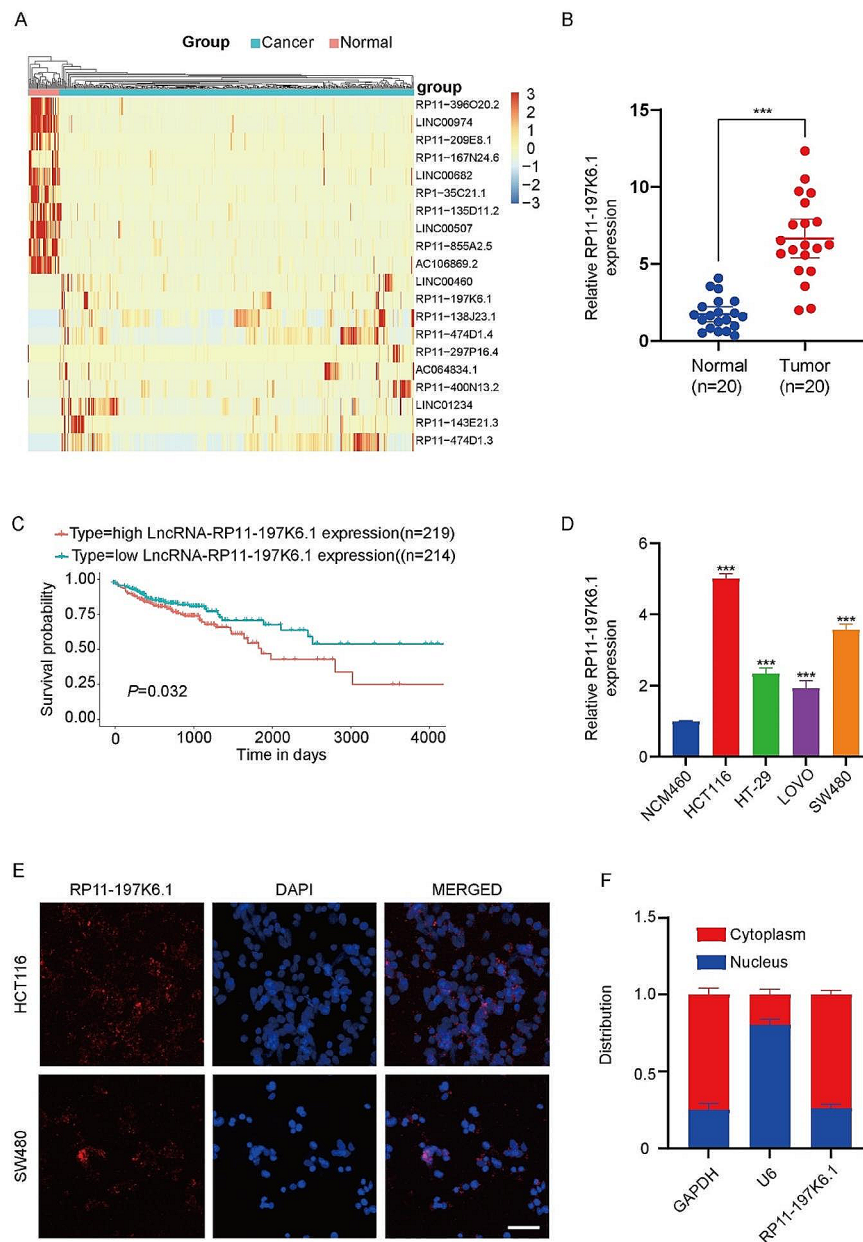 A
Group Cancer Normal
group
RP11-396O20.2
LINC00974
RP11-209E8.1
RP11-167N24.6
LINC00682
RP1-35C21.1
RP11-135D11.2
LINC00507
RP11-855A2.5
AC106869.2
LINC00460
RP11-197K6.1
RP11-138J23.1
RP11-474D1.4
RP11-297P16.4
AC064834.1
RP11-400N13.2
LINC01234
RP11-143E21.3
RP11-474D1.3
3
2
1
0
−1
−2
−3
B
Relative RP11-197K6.1
expression
15
10
5
0
***
Normal
(n=20)
Tumor
(n=20)
C
Type=high LncRNA-RP11-197K6.1 expression(n=219)
Type=low LncRNA-RP11-197K6.1 expression((n=214)
Survival probability
1.00
0.75
0.50
0.25
0.00
P=0.032
0 1000 2000 3000 4000
Time in days
D
Relative RP11-197K6.1
expression
6
4
2
0
***
***
***
***
NCM460
HCT116
HT-29
LOVO
SW480
E
RP11-197K6.1 DAPI MERGED
HCT116
SW480
F
Distribution
1.5
1.0
0.5
0
Cytoplasm
Nucleus
GAPDH
U6
RP11-197K6.1